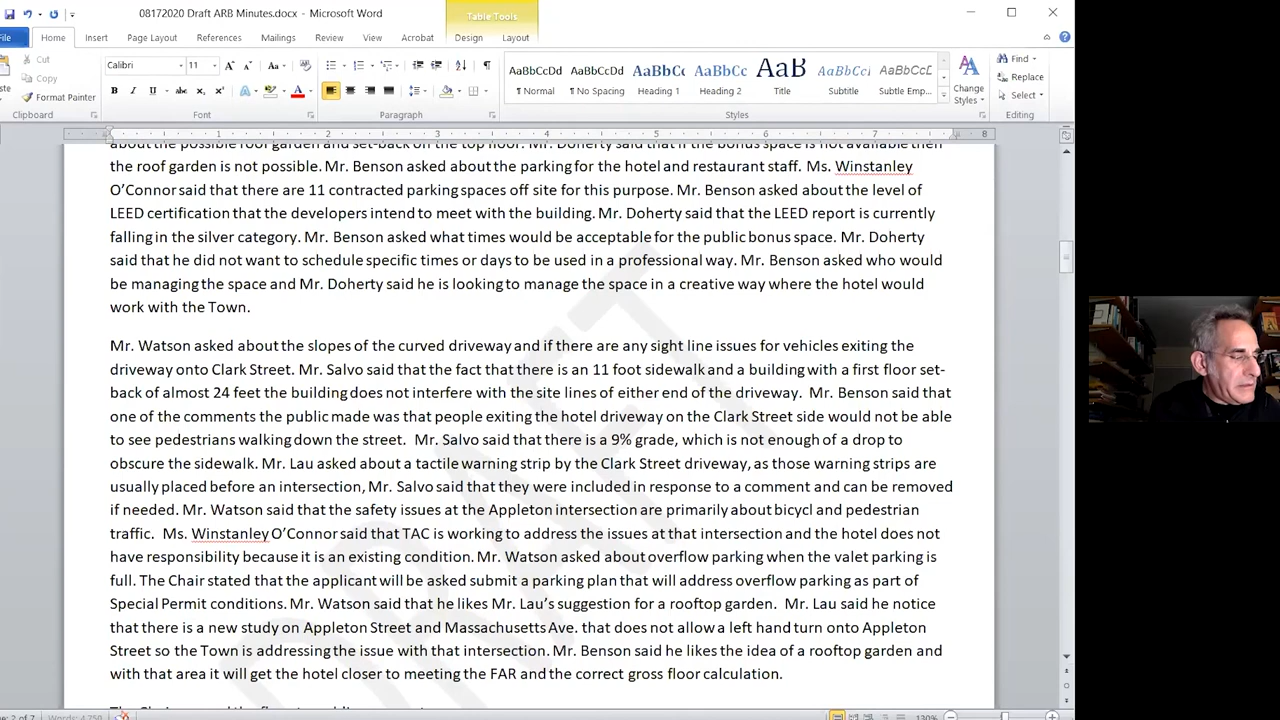 08172020 Draft ARB Minutes.docx - Microsoft Word
Table Tools
File Home Insert Page Layout References Mailings Review View Acrobat Design Layout
Cut
Copy
Format Painter
Clipboard
Calibri 11
Font
Paragraph
AaBbCcDd AaBbCcDd AaBbCc AaBbCc AaB AaBbCcL AaBbCcDL
¶ Normal ¶ No Spacing Heading 1 Heading 2 Title Subtitle Subtle Emp...
Styles
Change
Styles
Find
Replace
Select
Editing
1 2 3 4 5 6 7 8
the roof garden is not possible. Mr. Benson asked about the parking for the hotel and restaurant staff. Ms. Winstanley
O'Connor said that there are 11 contracted parking spaces off site for this purpose. Mr. Benson asked about the level of
LEED certification that the developers intend to meet with the building. Mr. Doherty said that the LEED report is currently
falling in the silver category. Mr. Benson asked what times would be acceptable for the public bonus space. Mr. Doherty
said that he did not want to schedule specific times or days to be used in a professional way. Mr. Benson asked who would
be managing the space and Mr. Doherty said he is looking to manage the space in a creative way where the hotel would
work with the Town.
Mr. Watson asked about the slopes of the curved driveway and if there are any sight line issues for vehicles exiting the
driveway onto Clark Street. Mr. Salvo said that the fact that there is an 11 foot sidewalk and a building with a first floor set-
back of almost 24 feet the building does not interfere with the site lines of either end of the driveway. Mr. Benson said that
one of the comments the public made was that people exiting the hotel driveway on the Clark Street side would not be able
to see pedestrians walking down the street. Mr. Salvo said that there is a 9% grade, which is not enough of a drop to
obscure the sidewalk. Mr. Lau asked about a tactile warning strip by the Clark Street driveway, as those warning strips are
usually placed before an intersection, Mr. Salvo said that they were included in response to a comment and can be removed
if needed. Mr. Watson said that the safety issues at the Appleton intersection are primarily about bicycl and pedestrian
traffic. Ms. Winstanley O'Connor said that TAC is working to address the issues at that intersection and the hotel does not
have responsibility because it is an existing condition. Mr. Watson asked about overflow parking when the valet parking is
full. The Chair stated that the applicant will be asked submit a parking plan that will address overflow parking as part of
Special Permit conditions. Mr. Watson said that he likes Mr. Lau's suggestion for a rooftop garden. Mr. Lau said he notice
that there is a new study on Appleton Street and Massachusetts Ave. that does not allow a left hand turn onto Appleton
Street so the Town is addressing the issue with that intersection. Mr. Benson said he likes the idea of a rooftop garden and
with that area it will get the hotel closer to meeting the FAR and the correct gross floor calculation.
DRAFT
2 of 7 Words: 4,750 130%